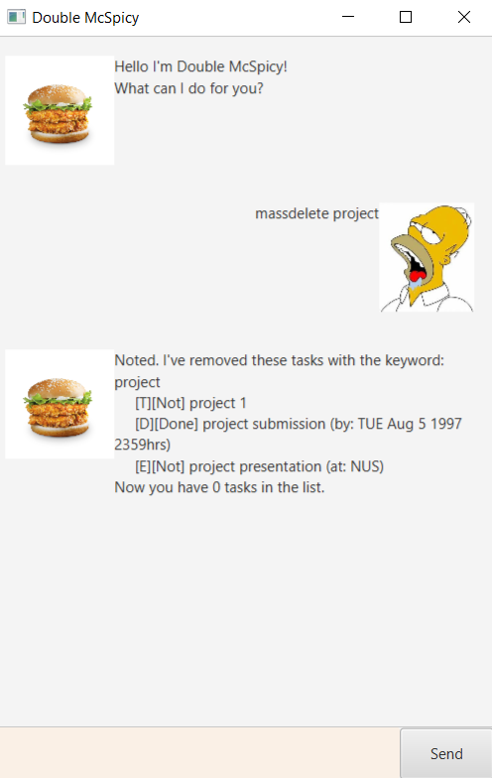 Double McSpicy
Hello I'm Double McSpicy!
What can I do for you?
massdelete project
Noted. I've removed these tasks with the keyword:
project
[T][Not] project 1
[D][Done] project submission (by: TUE Aug 5 1997
2359hrs)
[E][Not] project presentation (at: NUS)
Now you have 0 tasks in the list.
Send